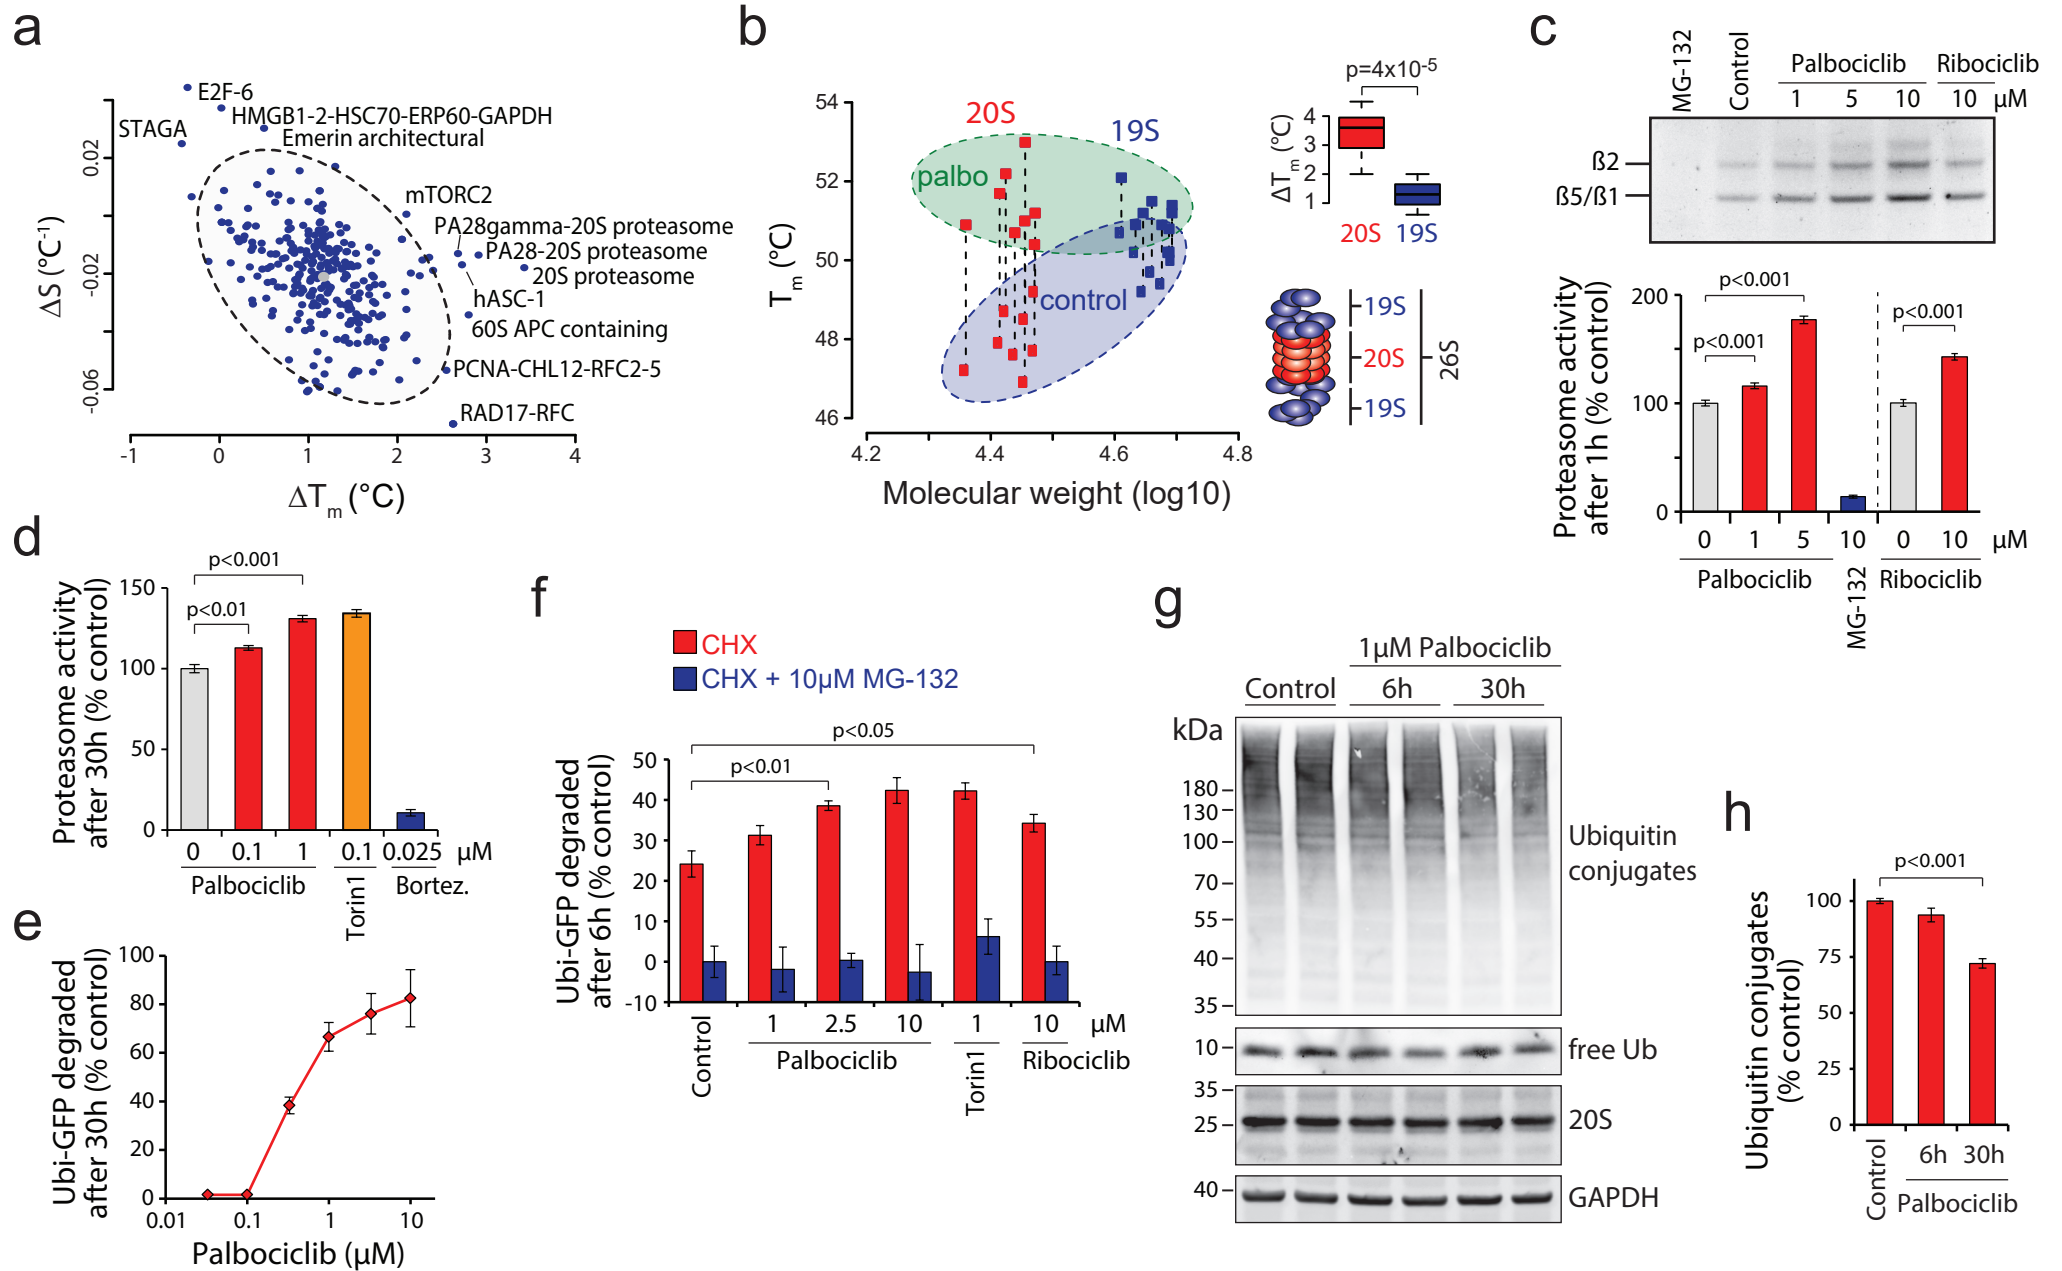 a
E2F-6
HMGB1-2-HSC70-ERP60-GAPDH
STAGA
Emerin architectural
mTORC2
PA28gamma-20S proteasome
PA28-20S proteasome
20S proteasome
hASC-1
60S APC containing
PCNA-CHL12-RFC2-5
RAD17-RFC
0.02
-0.02
-0.06
ΔS (°C-1)
-1 0 1 2 3 4
ΔTm (°C)
b
54
52
50
48
46
Tm (°C)
20S
19S
palbo
control
4.2 4.4 4.6 4.8
Molecular weight (log10)
p=4x10-5
4
3
2
1
ΔTm (°C)
20S 19S
19S
20S
19S
26S
c
MG-132
Control
Palbociclib
Ribociclib
1 5 10 10 µM
ß2
ß5/ß1
Proteasome activity
after 1h (% control)
200
100
0
p<0.001
p<0.001
p<0.001
0 1 5 10 0 10 µM
Palbociclib
MG-132
Ribociclib
d
Proteasome activity
after 30h (% control)
150
100
50
0
p<0.001
p<0.01
0 0.1 1 0.1 0.025 µM
Palbociclib
Torin1
Bortez.
e
Ubi-GFP degraded
after 30h (% control)
100
80
60
40
20
0
0.01 0.1 1 10
Palbociclib (µM)
f
CHX
CHX + 10µM MG-132
Ubi-GFP degraded
after 6h (% control)
50
40
30
20
10
0
-10
p<0.05
p<0.01
Control
1 2.5 10 1 10 µM
Palbociclib
Torin1
Ribociclib
g
1µM Palbociclib
Control 6h 30h
kDa
180
130
100
70
55
40
35
Ubiquitin
conjugates
10
free Ub
35
25
20S
40
GAPDH
h
Ubiquitin conjugates
(% control)
100
75
50
25
0
p<0.001
Control
6h 30h
Palbociclib